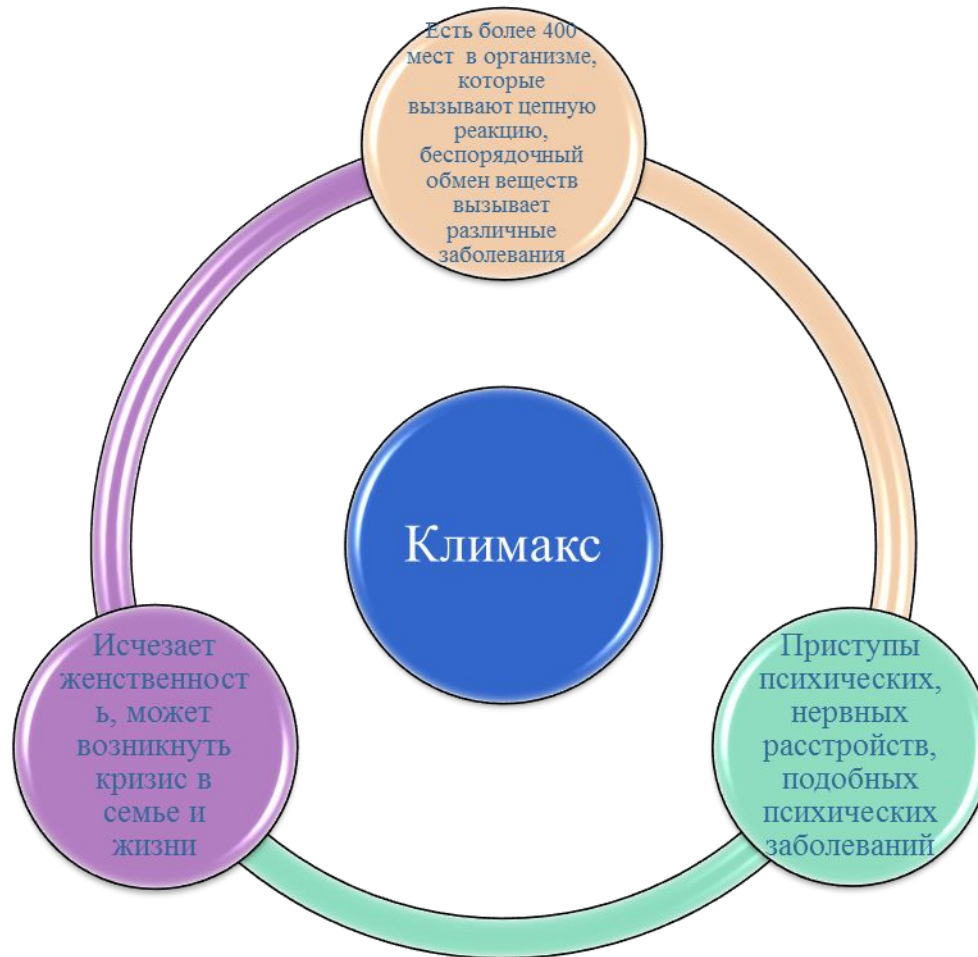 Есть более 400
мест в организме,
которые
вызывают цепную
реакцию,
беспорядочный
обмен веществ
вызывает
различные
заболевания
Климакс
Исчезает
женственност
ь, может
возникнуть
кризис в
семье и
жизни
Приступы
психических,
нервных
расстройств,
подобных
психических
заболеваний